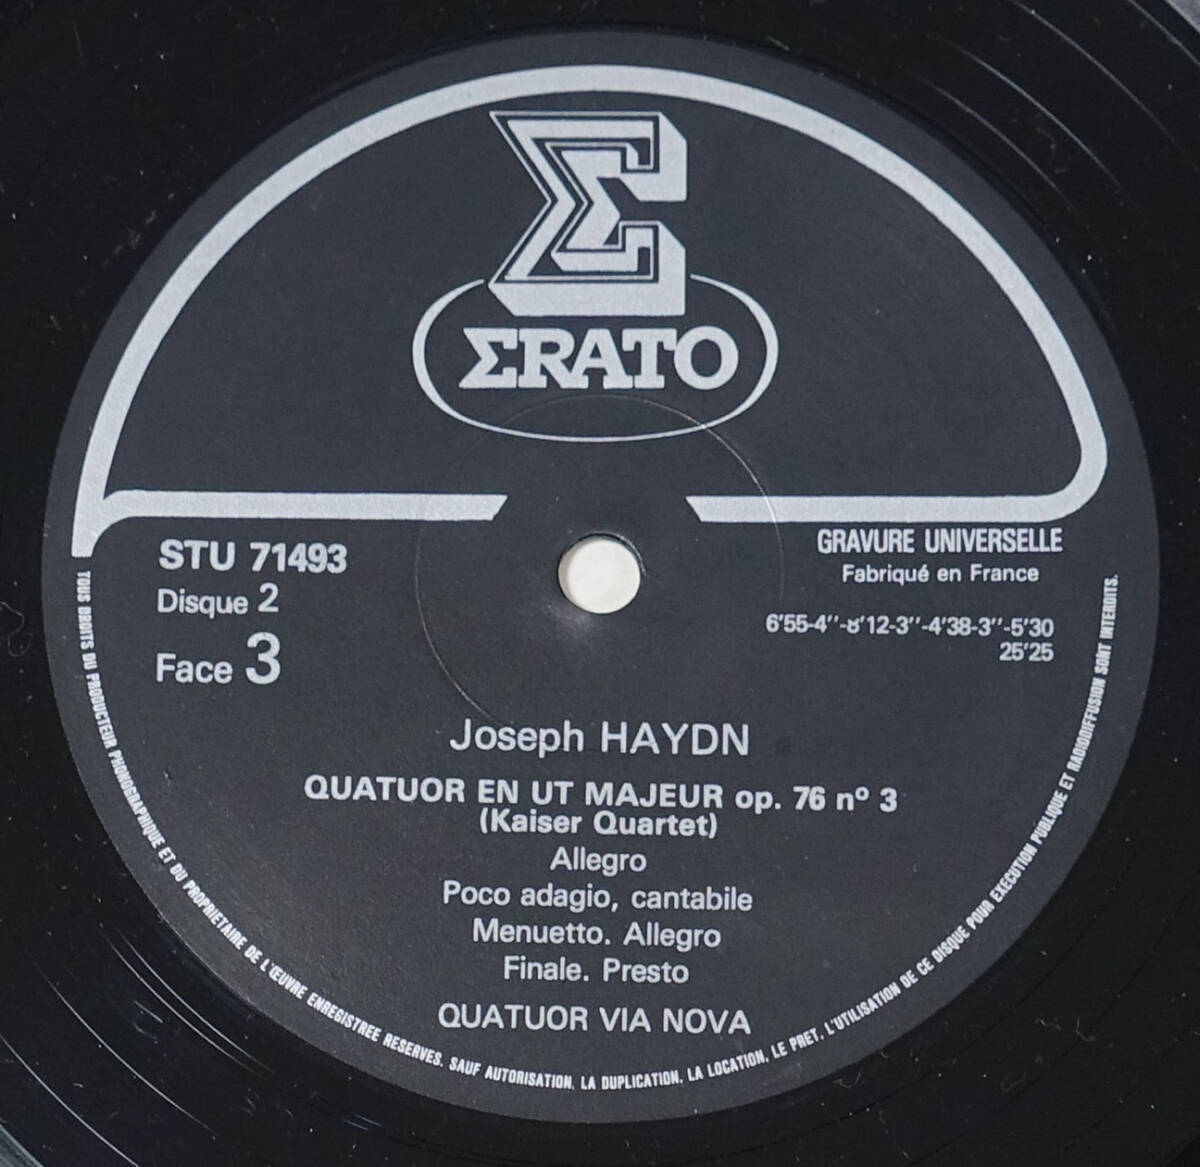 Σ
ΣRATO
STU 71493
Disque 2
Face 3
GRAVURE UNIVERSELLE
Fabriqué en France
6'55-4''-8'12-3''-4'38-3''-5'30
25'25
Joseph HAYDN
QUATUOR EN UT MAJEUR op. 76 nº 3
(Kaiser Quartet)
Allegro
Poco adagio, cantabile
Menuetto. Allegro
Finale. Presto
QUATUOR VIA NOVA
TOUS DROITS DU PRODUCTEUR PHONOGRAPHIQUE ET DU PROPRIETAIRE DE L'ŒUVRE ENREGISTREE RESERVES. SAUF AUTORISATION, LA DUPLICATION, LA LOCATION, LE PRET, L'UTILISATION DE CE DISQUE POUR EXECUTION PUBLIQUE ET RADIODIFFUSION SONT INTERDITS.